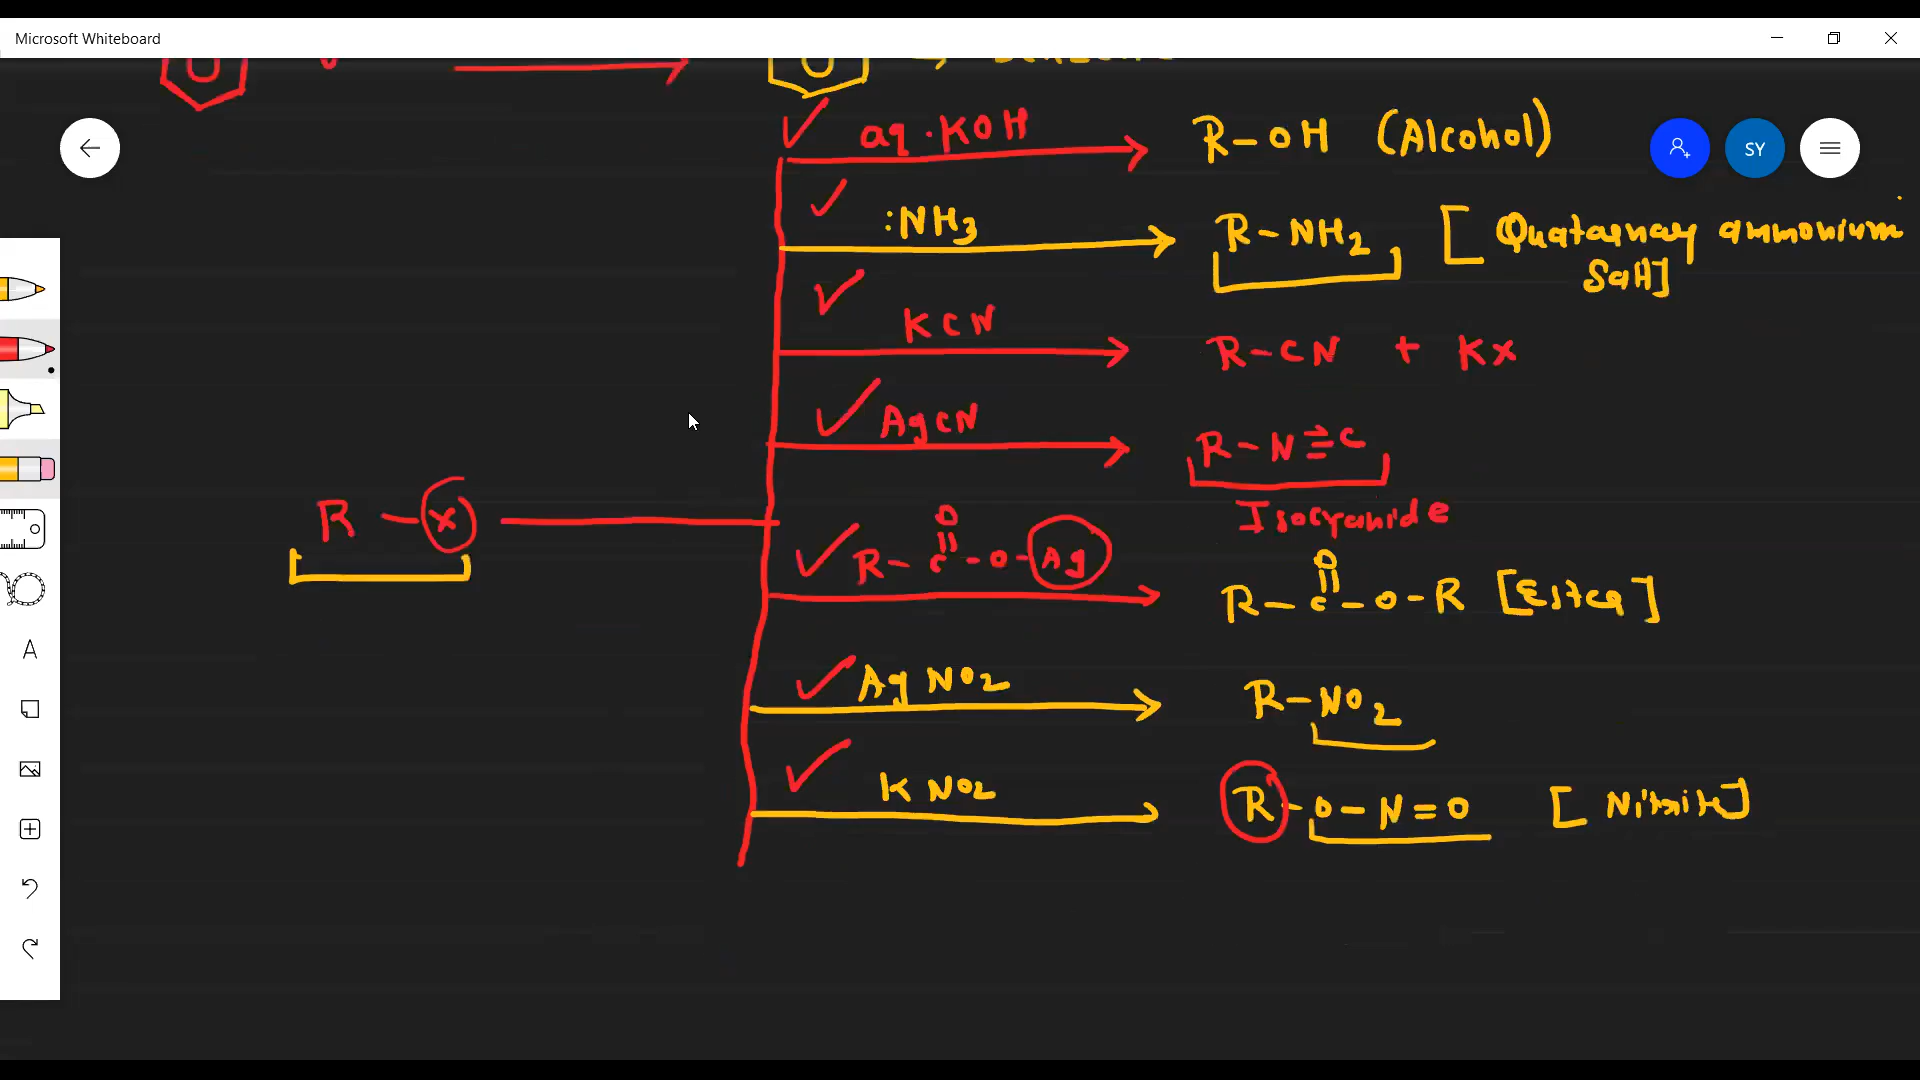 Microsoft Whiteboard
aq.KOH R-OH (Alcohol)
SY
:NH3 R-NH2 [Quaternary ammonium
Salt]
KCN R-CN + Kx
AgCN R-N≡C
Isocyanide
R-x
R-C-O-Ag
O
R-C-O-R [Ester]
O
AgNO2 R-NO2
KNO2 R-O-N=O [Nitrite]
A